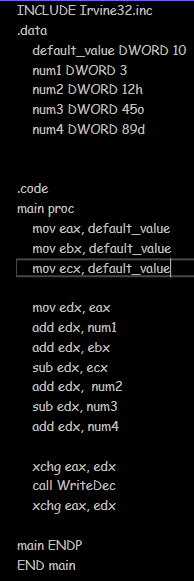 INCLUDE Irvine32.inc
.data
default_value DWORD 10
num1 DWORD 3
num2 DWORD 12h
num3 DWORD 45o
num4 DWORD 89d
.code
main proc
mov eax, default_value
mov ebx, default_value
mov ecx, default_value
mov edx, eax
add edx, num1
add edx, ebx
sub edx, ecx
add edx, num2
sub edx, num3
add edx, num4
xchg eax, edx
call WriteDec
xchg eax, edx
main ENDP
END main